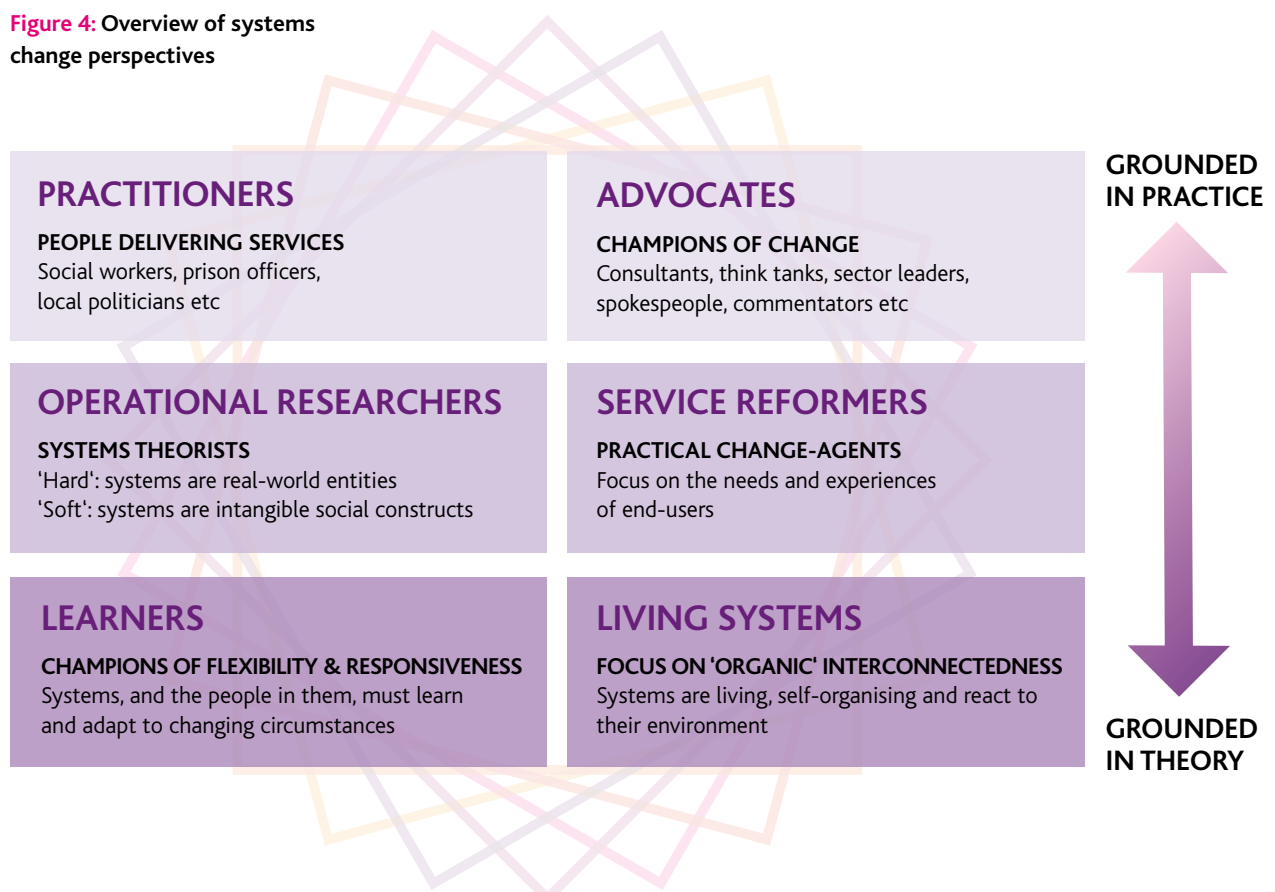 Figure 4: Overview of systems
change perspectives
PRACTITIONERS
PEOPLE DELIVERING SERVICES
Social workers, prison officers,
local politicians etc
ADVOCATES
CHAMPIONS OF CHANGE
Consultants, think tanks, sector leaders,
spokespeople, commentators etc
OPERATIONAL RESEARCHERS
SYSTEMS THEORISTS
‘Hard‘: systems are real-world entities
‘Soft‘: systems are intangible social constructs
SERVICE REFORMERS
PRACTICAL CHANGE-AGENTS
Focus on the needs and experiences
of end-users
LEARNERS
CHAMPIONS OF FLEXIBILITY & RESPONSIVENESS
Systems, and the people in them, must learn
and adapt to changing circumstances
LIVING SYSTEMS
FOCUS ON ‘ORGANIC‘ INTERCONNECTEDNESS
Systems are living, self-organising and react to
their environment
GROUNDED
IN PRACTICE
GROUNDED
IN THEORY